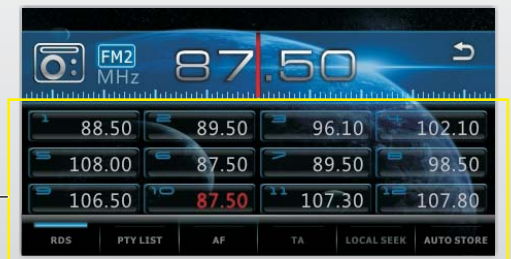 FM2
MHz
87.50
1 88.50 2 89.50 3 96.10 4 102.10
5 108.00 6 87.50 7 89.50 8 98.50
9 106.50 10 87.50 11 107.30 12 107.80
RDS PTY LIST AF TA LOCAL SEEK AUTO STORE